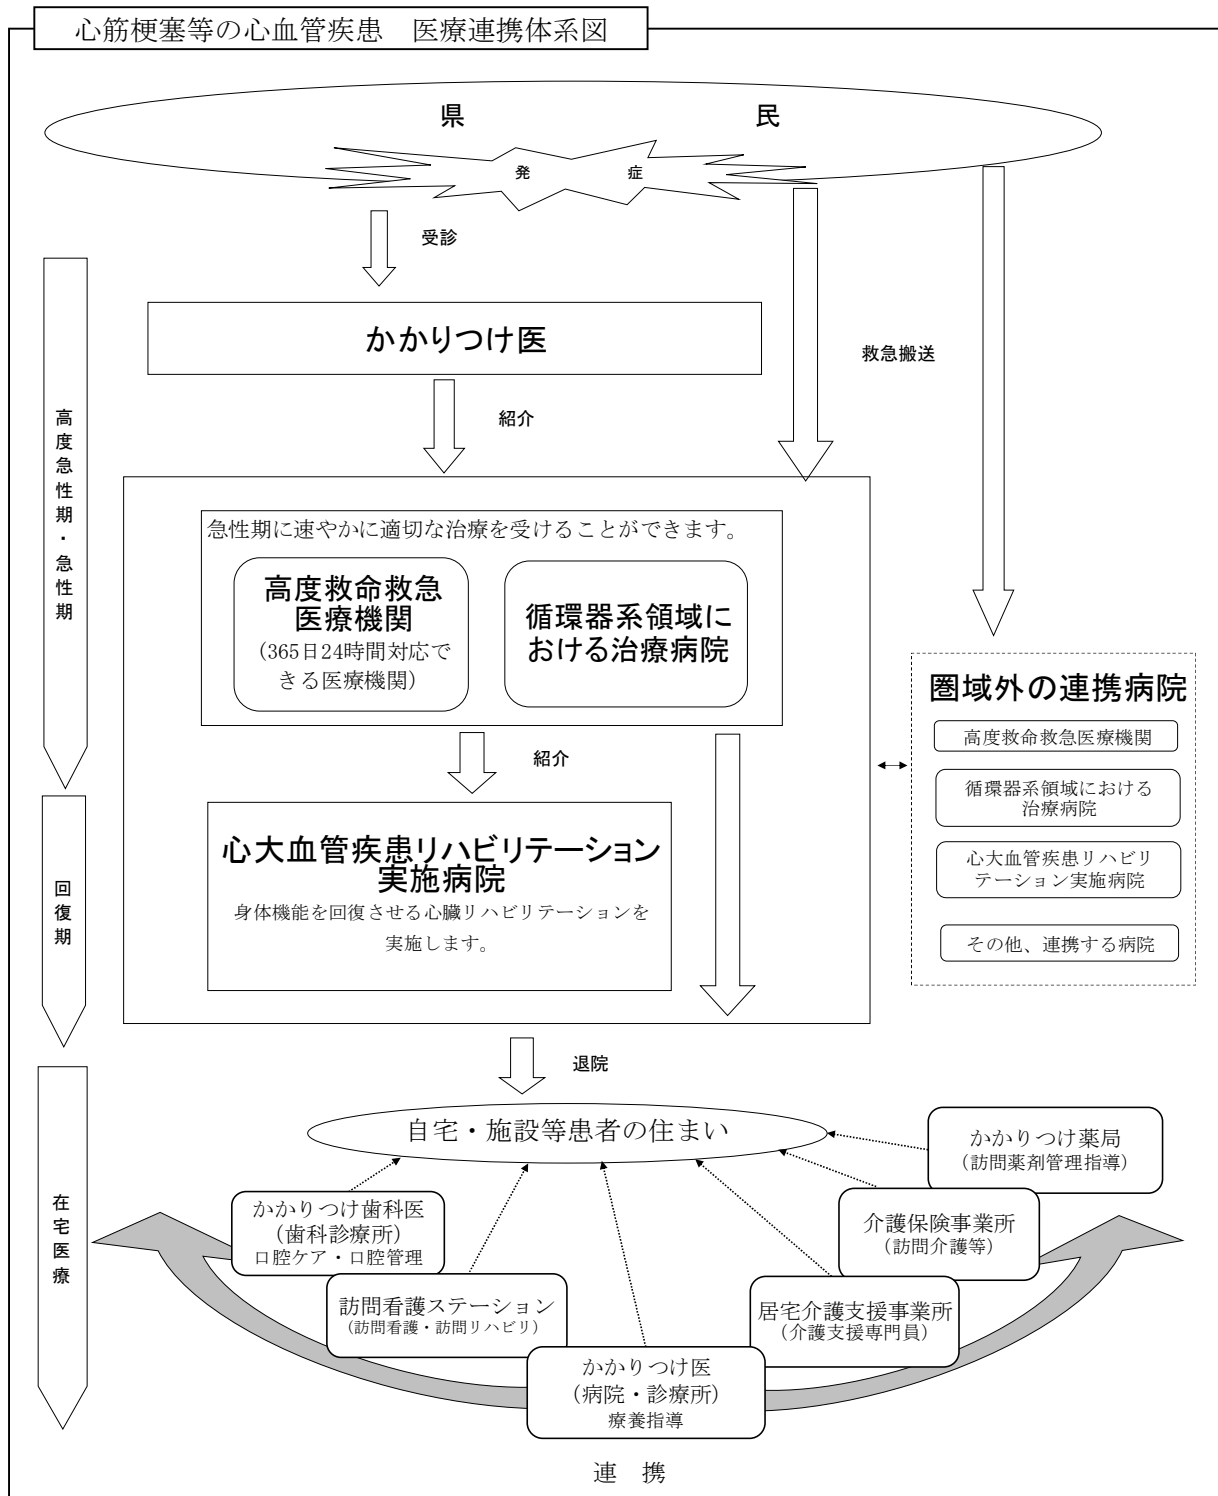 心筋梗塞等の心血管疾患　医療連携体系図
県　民
発　症
受診
かかりつけ医
救急搬送
紹介
高度急性期・急性期
急性期に速やかに適切な治療を受けることができます。
高度救命救急
医療機関
（365日24時間対応で
きる医療機関）
循環器系領域に
おける治療病院
圏域外の連携病院
高度救命救急医療機関
循環器系領域における
治療病院
心大血管疾患リハビリ
テーション実施病院
その他、連携する病院
紹介
回復期
心大血管疾患リハビリテーション
実施病院
身体機能を回復させる心臓リハビリテーションを
実施します。
退院
在宅医療
自宅・施設等患者の住まい
かかりつけ薬局
（訪問薬剤管理指導）
介護保険事業所
（訪問介護等）
かかりつけ歯科医
（歯科診療所）
口腔ケア・口腔管理
訪問看護ステーション
（訪問看護・訪問リハビリ）
居宅介護支援事業所
（介護支援専門員）
かかりつけ医
（病院・診療所）
療養指導
連　携